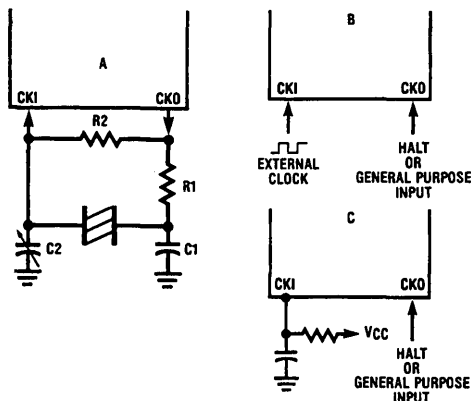 A
CKI
CKO
R2
R1
C2
C1
B
CKI
CKO
EXTERNAL
CLOCK
HALT
OR
GENERAL PURPOSE
INPUT
C
CKI
CKO
VCC
HALT
OR
GENERAL PURPOSE
INPUT